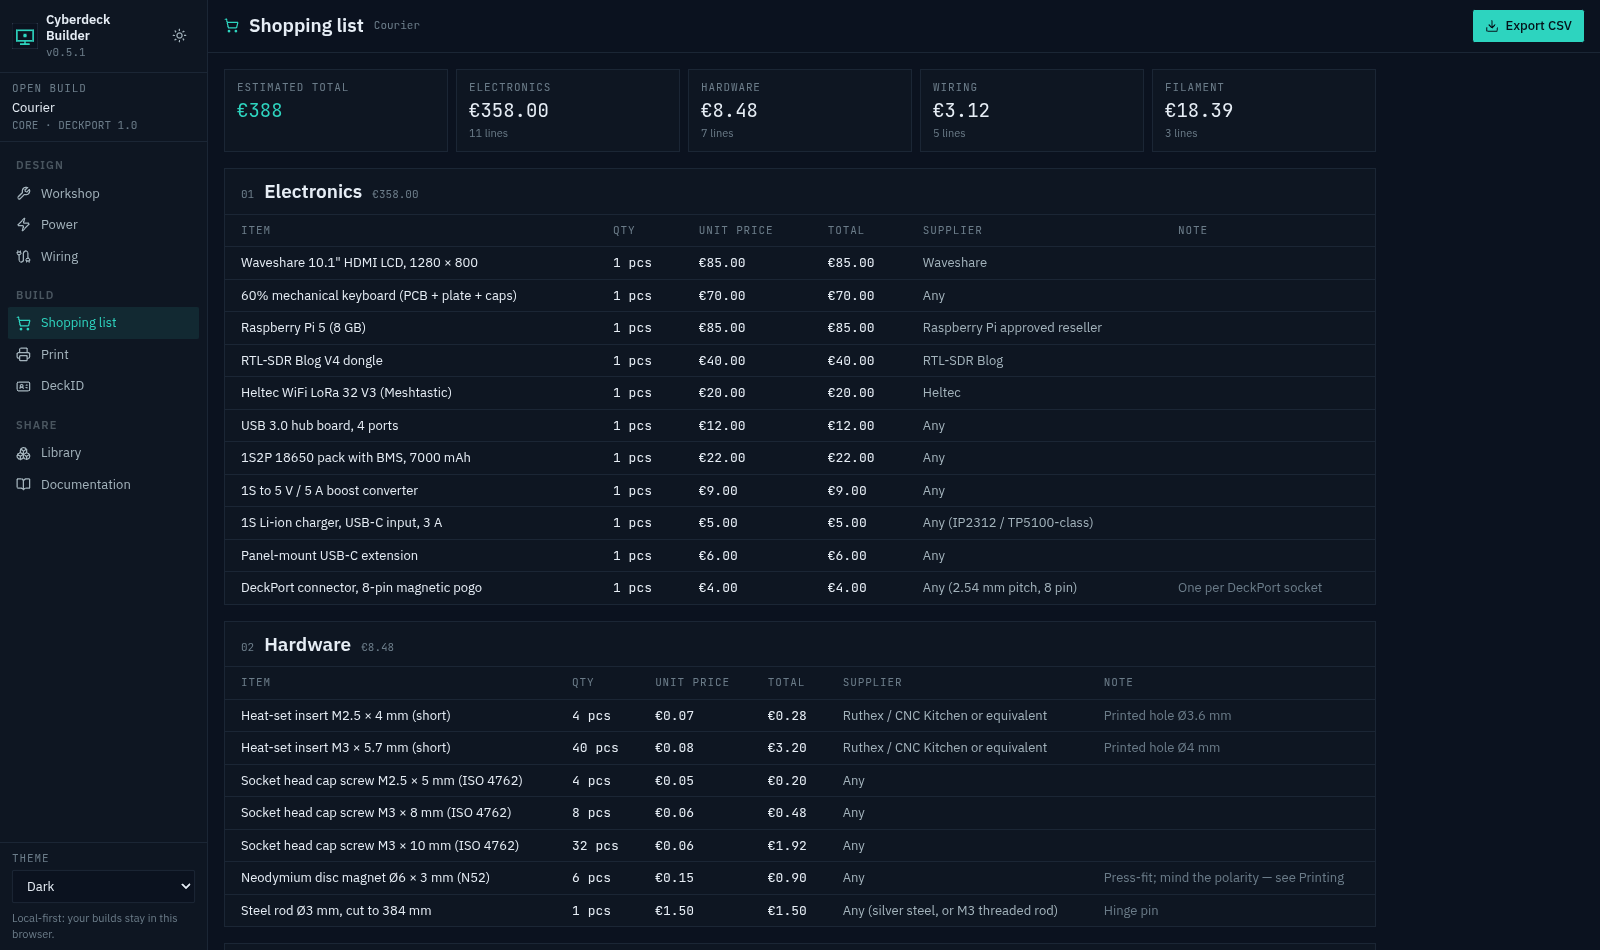 Cyberdeck
Builder
v0.5.1
OPEN BUILD
Courier
CORE · DECKPORT 1.0
DESIGN
Workshop
Power
Wiring
BUILD
Shopping list
Print
DeckID
SHARE
Library
Documentation
THEME
Dark
Local-first: your builds stay in this
browser.
Shopping list Courier
Export CSV
ESTIMATED TOTAL
€388
ELECTRONICS
€358.00
11 lines
HARDWARE
€8.48
7 lines
WIRING
€3.12
5 lines
FILAMENT
€18.39
3 lines
01 Electronics €358.00
ITEM QTY UNIT PRICE TOTAL SUPPLIER NOTE
Waveshare 10.1" HDMI LCD, 1280 × 800 1 pcs €85.00 €85.00 Waveshare
60% mechanical keyboard (PCB + plate + caps) 1 pcs €70.00 €70.00 Any
Raspberry Pi 5 (8 GB) 1 pcs €85.00 €85.00 Raspberry Pi approved reseller
RTL-SDR Blog V4 dongle 1 pcs €40.00 €40.00 RTL-SDR Blog
Heltec WiFi LoRa 32 V3 (Meshtastic) 1 pcs €20.00 €20.00 Heltec
USB 3.0 hub board, 4 ports 1 pcs €12.00 €12.00 Any
1S2P 18650 pack with BMS, 7000 mAh 1 pcs €22.00 €22.00 Any
1S to 5 V / 5 A boost converter 1 pcs €9.00 €9.00 Any
1S Li-ion charger, USB-C input, 3 A 1 pcs €5.00 €5.00 Any (IP2312 / TP5100-class)
Panel-mount USB-C extension 1 pcs €6.00 €6.00 Any
DeckPort connector, 8-pin magnetic pogo 1 pcs €4.00 €4.00 Any (2.54 mm pitch, 8 pin) One per DeckPort socket
02 Hardware €8.48
ITEM QTY UNIT PRICE TOTAL SUPPLIER NOTE
Heat-set insert M2.5 × 4 mm (short) 4 pcs €0.07 €0.28 Ruthex / CNC Kitchen or equivalent Printed hole Ø3.6 mm
Heat-set insert M3 × 5.7 mm (short) 40 pcs €0.08 €3.20 Ruthex / CNC Kitchen or equivalent Printed hole Ø4 mm
Socket head cap screw M2.5 × 5 mm (ISO 4762) 4 pcs €0.05 €0.20 Any
Socket head cap screw M3 × 8 mm (ISO 4762) 8 pcs €0.06 €0.48 Any
Socket head cap screw M3 × 10 mm (ISO 4762) 32 pcs €0.06 €1.92 Any
Neodymium disc magnet Ø6 × 3 mm (N52) 6 pcs €0.15 €0.90 Any Press-fit; mind the polarity — see Printing
Steel rod Ø3 mm, cut to 384 mm 1 pcs €1.50 €1.50 Any (silver steel, or M3 threaded rod) Hinge pin